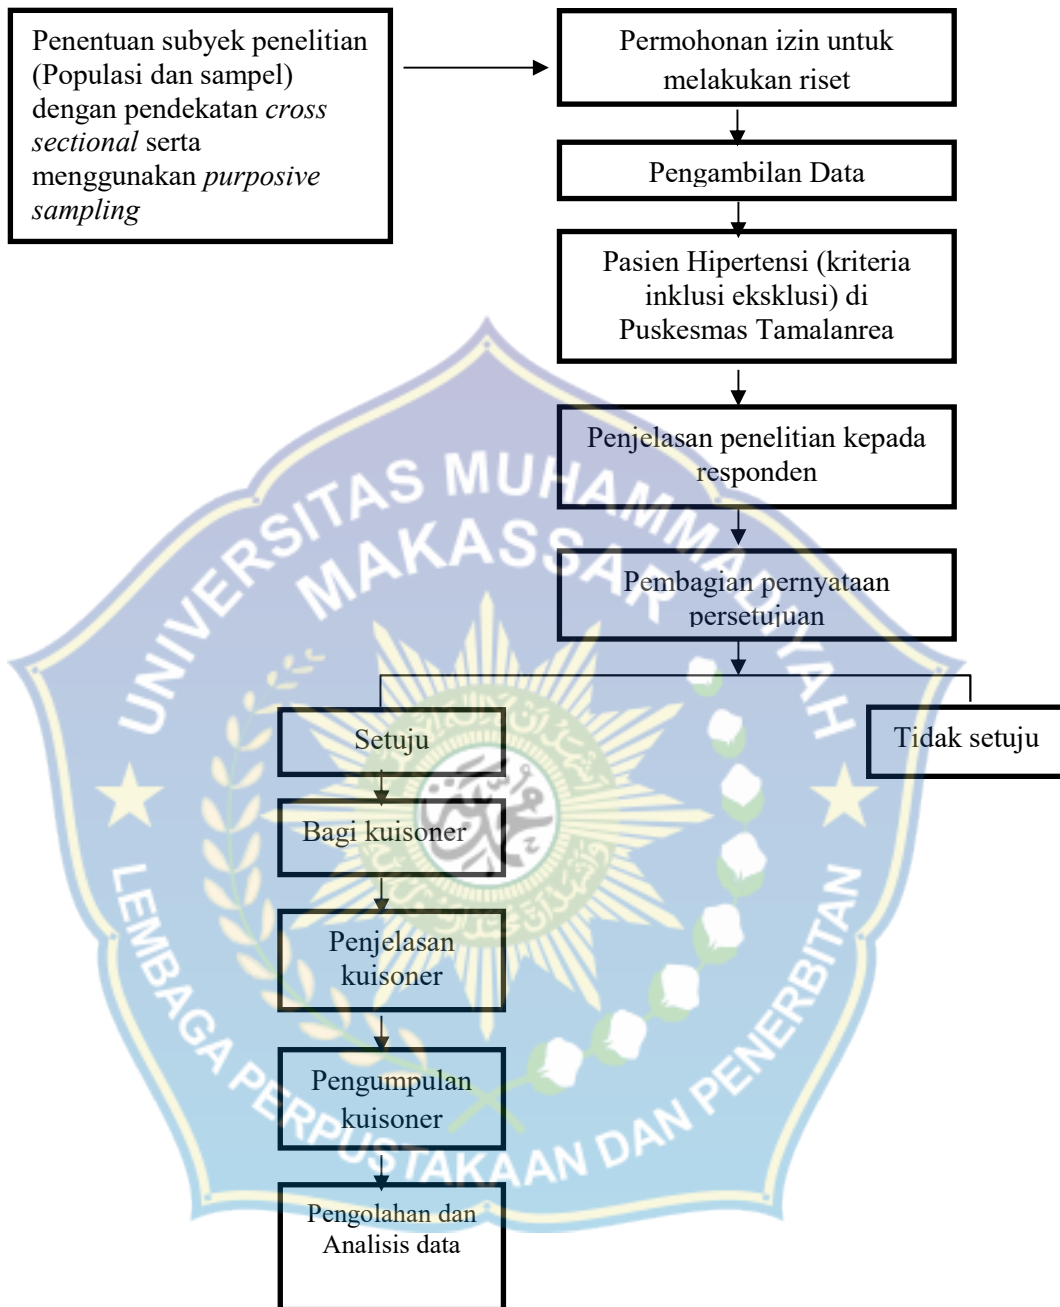 Penentuan subyek penelitian
(Populasi dan sampel)
dengan pendekatan cross
sectional serta
menggunakan purposive
sampling
Permohonan izin untuk
melakukan riset
Pengambilan Data
Pasien Hipertensi (kriteria
inklusi eksklusi) di
Puskesmas Tamalanrea
Penjelasan penelitian kepada
responden
Pembagian pernyataan
persetujuan
Setuju
Tidak setuju
Bagi kuisoner
Penjelasan
kuisoner
Pengumpulan
kuisoner
Pengolahan dan
Analisis data
UNIVERSITAS MUHAMMADIYAH
MAKASSAR
LEMBAGA PERPUSTAKAAN DAN PENERBITAN